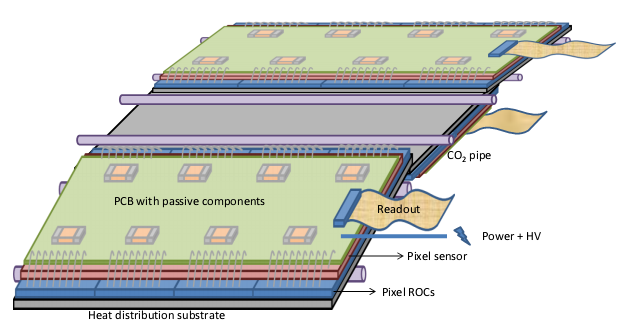 CO₂ pipe
PCB with passive components
Readout
Power + HV
Pixel sensor
Pixel ROCs
Heat distribution substrate